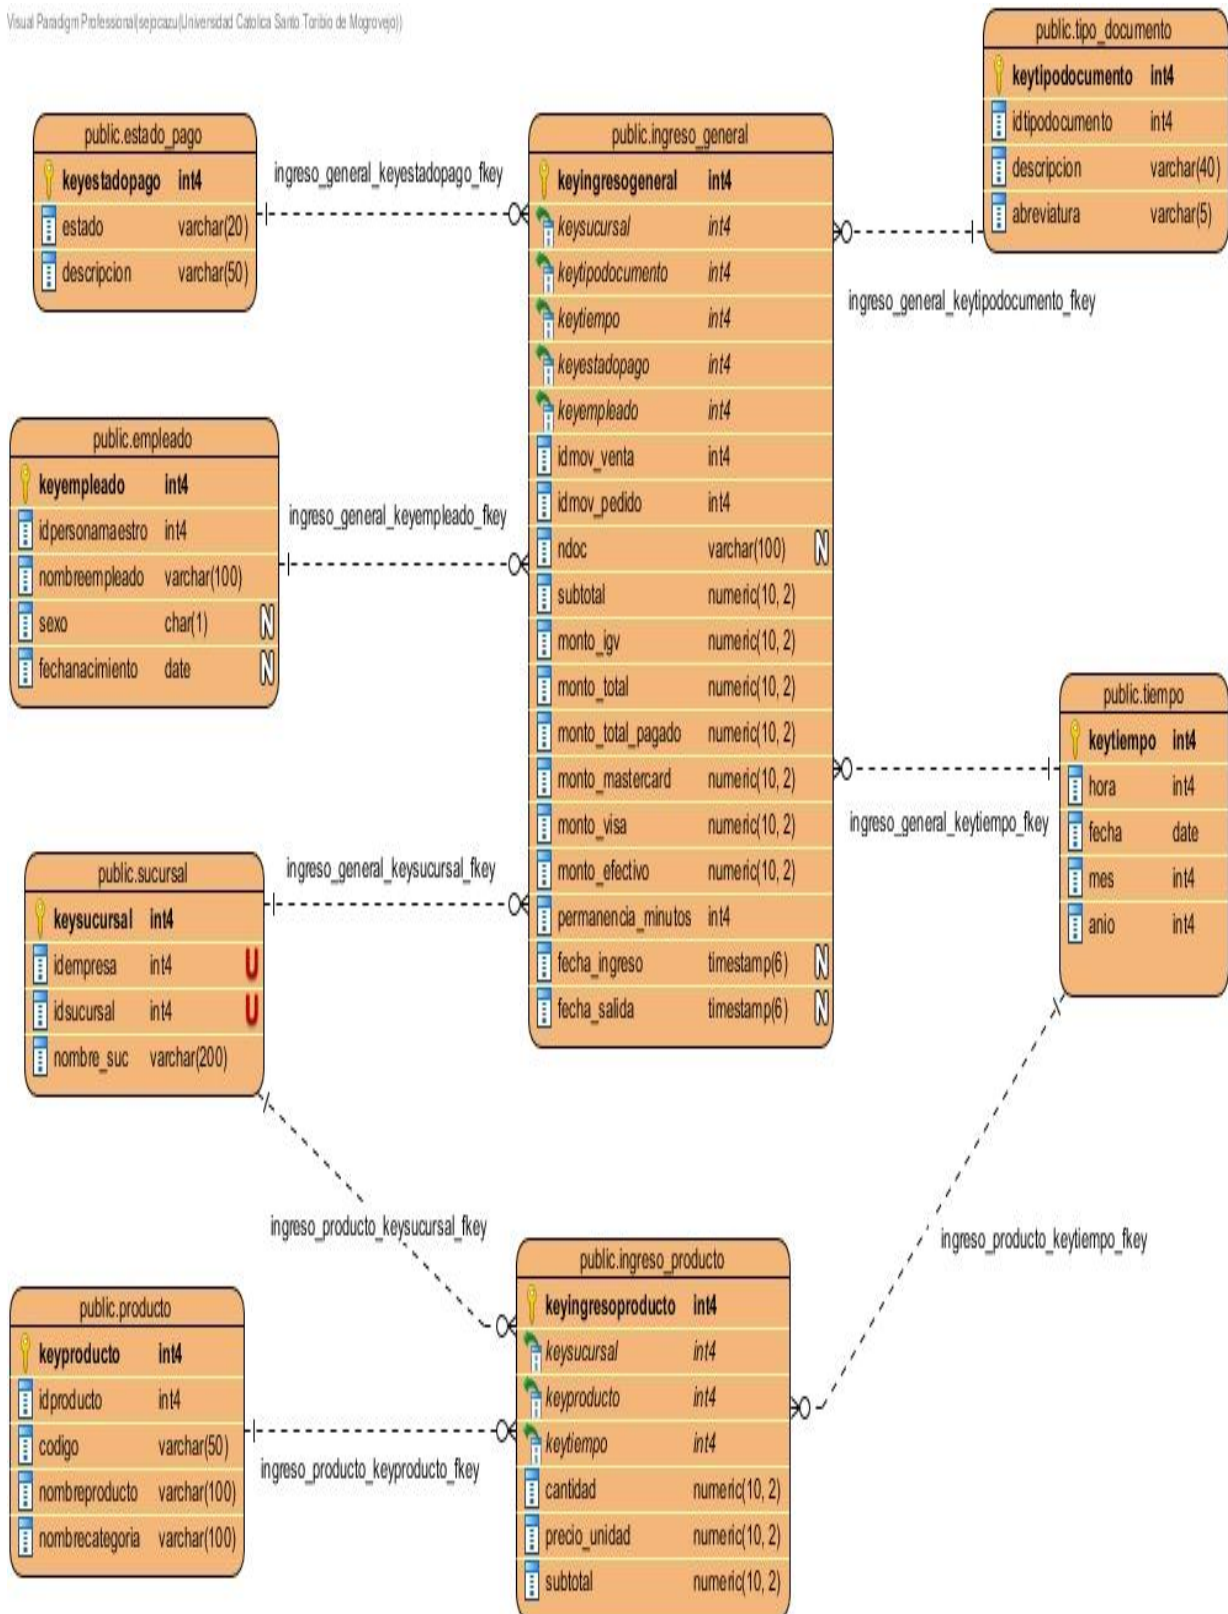 Visual Paradigm Professional(sejocazu(Universidad Catolica Santo Toribio de Mogrovejo))
public.tipo_documento
keytipodocumento int4
idtipodocumento int4
descripcion varchar(40)
abreviatura varchar(5)
public.estado_pago
keyestadopago int4
estado varchar(20)
descripcion varchar(50)
ingreso_general_keyestadopago_fkey
public.ingreso_general
keyingresogeneral int4
keysucursal int4
keytipodocumento int4
keytiempo int4
keyestadopago int4
keyempleado int4
idmov_venta int4
idmov_pedido int4
ndoc varchar(100) N
subtotal numeric(10, 2)
monto_igv numeric(10, 2)
monto_total numeric(10, 2)
monto_total_pagado numeric(10, 2)
monto_mastercard numeric(10, 2)
monto_visa numeric(10, 2)
monto_efectivo numeric(10, 2)
permanencia_minutos int4
fecha_ingreso timestamp(6) N
fecha_salida timestamp(6) N
ingreso_general_keytipodocumento_fkey
public.empleado
keyempleado int4
idpersonamaestro int4
nombreempleado varchar(100)
sexo char(1) N
fechanacimiento date N
ingreso_general_keyempleado_fkey
public.tiempo
keytiempo int4
hora int4
fecha date
mes int4
anio int4
ingreso_general_keytiempo_fkey
public.sucursal
keysucursal int4
idempresa int4 U
idsucursal int4 U
nombre_suc varchar(200)
ingreso_general_keysucursal_fkey
ingreso_producto_keysucursal_fkey
ingreso_producto_keytiempo_fkey
public.producto
keyproducto int4
idproducto int4
codigo varchar(50)
nombreproducto varchar(100)
nombrecategoria varchar(100)
ingreso_producto_keyproducto_fkey
public.ingreso_producto
keyingresoproducto int4
keysucursal int4
keyproducto int4
keytiempo int4
cantidad numeric(10, 2)
precio_unidad numeric(10, 2)
subtotal numeric(10, 2)